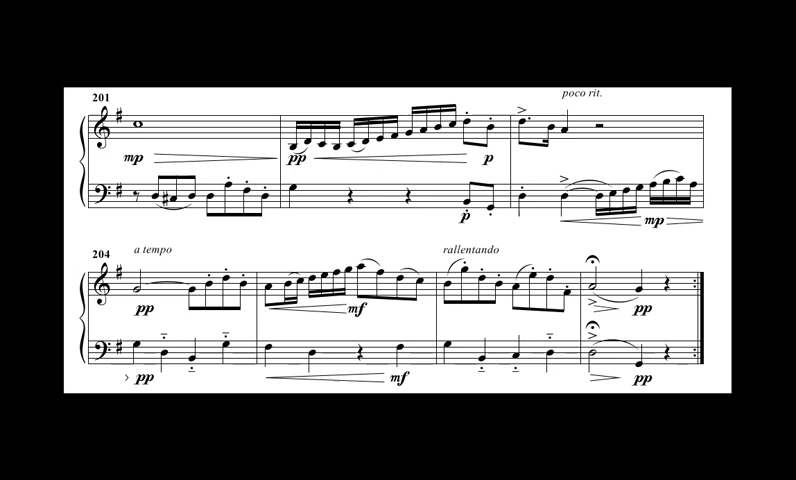 201
poco rit.
mp
pp
p
p
mp
204
a tempo
rallentando
pp
mf
pp
pp
mf
pp